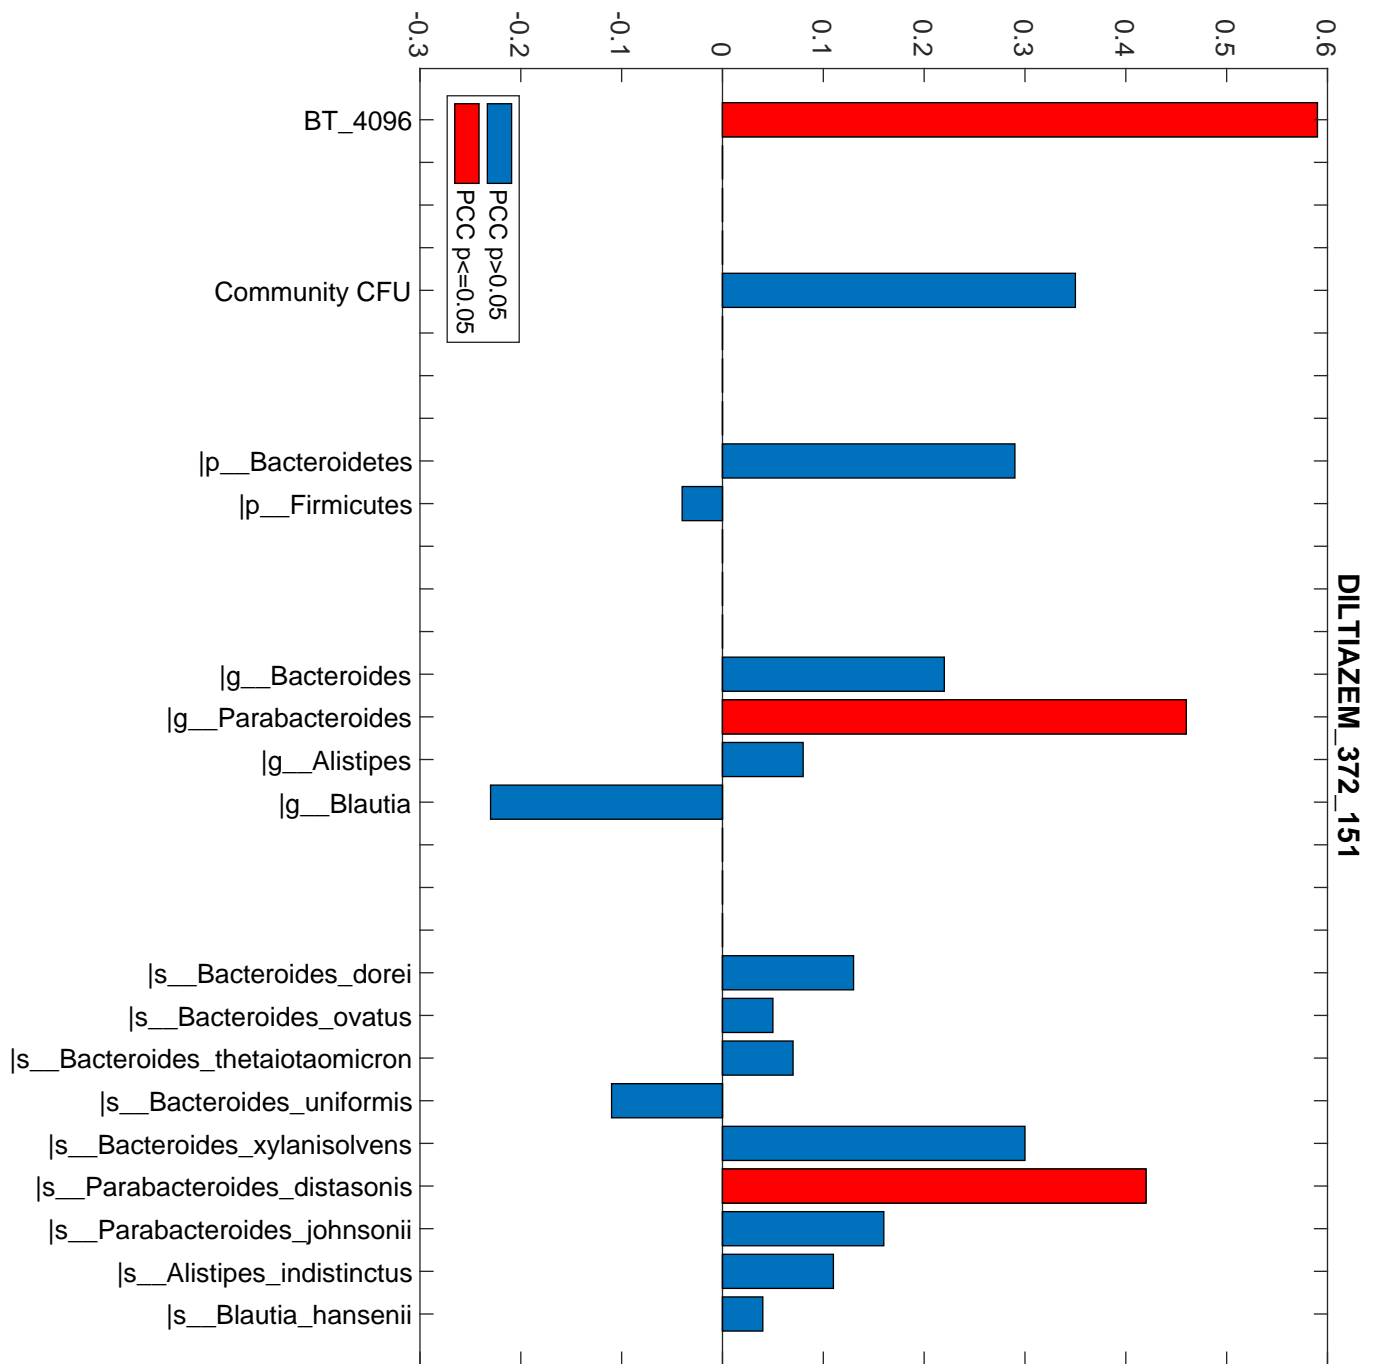 -0.3
-0.2
-0.1
0
0.1
0.2
0.3
0.4
0.5
0.6
DILTIAZEM_372_151
BT_4096
Community CFU
|p__Bacteroidetes
|p__Firmicutes
|g__Bacteroides
|g__Parabacteroides
|g__Alistipes
|g__Blautia
|s__Bacteroides_dorei
|s__Bacteroides_ovatus
|s__Bacteroides_thetaiotaomicron
|s__Bacteroides_uniformis
|s__Bacteroides_xylanisolvens
|s__Parabacteroides_distasonis
|s__Parabacteroides_johnsonii
|s__Alistipes_indistinctus
|s__Blautia_hansenii
PCC p>0.05
PCC p<=0.05